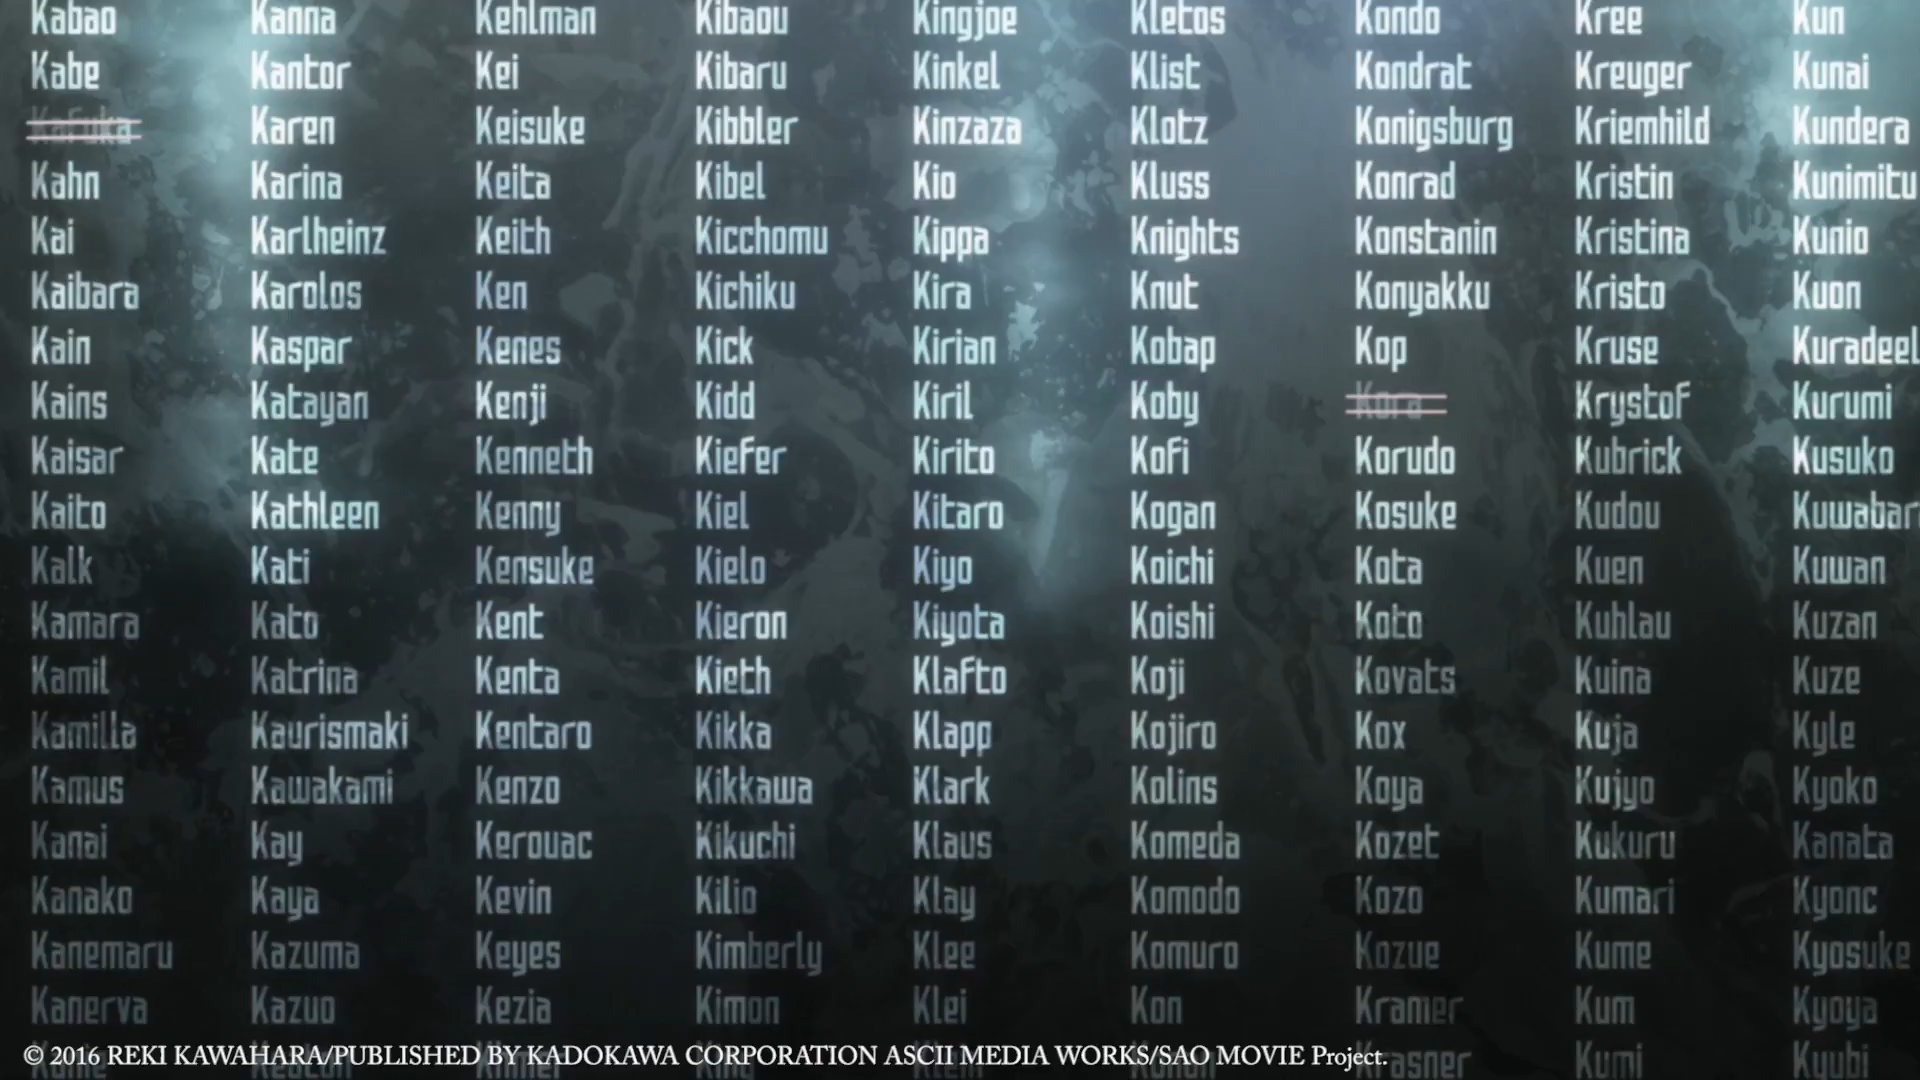 Kabao Kanna Kehlman Kibaou Kingjoe Kletos Kondo Kree Kun
Kabe Kantor Kei Kibaru Kinkel Klist Kondrat Kreuger Kunai
Kafuka Karen Keisuke Kibbler Kinzaza Klotz Konigsburg Kriemhild Kundera
Kahn Karina Keita Kibel Kio Kluss Konrad Kristin Kunimitu
Kai Karlheinz Keith Kicchomu Kippa Knights Konstanin Kristina Kunio
Kaibara Karolos Ken Kichiku Kira Knut Konyakku Kristo Kuon
Kain Kaspar Kenes Kick Kirian Kobap Kop Kruse Kuradeel
Kains Katayan Kenji Kidd Kiril Koby Kora Krystof Kurumi
Kaisar Kate Kenneth Kiefer Kirito Kofi Korudo Kubrick Kusuko
Kaito Kathleen Kenny Kiel Kitaro Kogan Kosuke Kudou Kuwabar
Kalk Kati Kensuke Kielo Kiyo Koichi Kota Kuen Kuwan
Kamara Kato Kent Kieron Kiyota Koishi Koto Kuhlau Kuzan
Kamil Katrina Kenta Kieth Klafto Koji Kovats Kuina Kuze
Kamilla Kaurismaki Kentaro Kikka Klapp Kojiro Kox Kuja Kyle
Kamus Kawakami Kenzo Kikkawa Klark Kolins Koya Kujyo Kyoko
Kanai Kay Kerouac Kikuchi Klaus Komeda Kozet Kukuru Kanata
Kanako Kaya Kevin Kilio Klay Komodo Kozo Kumari Kyonc
Kanemaru Kazuma Keyes Kimberly Klee Komuro Kozue Kume Kyosuke
Kanerva Kazuo Kezia Kimon Klei Kon Kramer Kum Kyoya
Krasner Kumi Kyubi
© 2016 REKI KAWAHARA/PUBLISHED BY KADOKAWA CORPORATION ASCII MEDIA WORKS/SAO MOVIE Project.